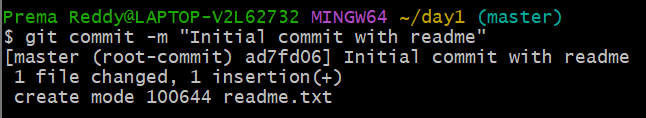 Prema Reddy@LAPTOP-V2L62732 MINGW64 ~/day1 (master)
$ git commit -m "Initial commit with readme"
[master (root-commit) ad7fd06] Initial commit with readme
 1 file changed, 1 insertion(+)
 create mode 100644 readme.txt